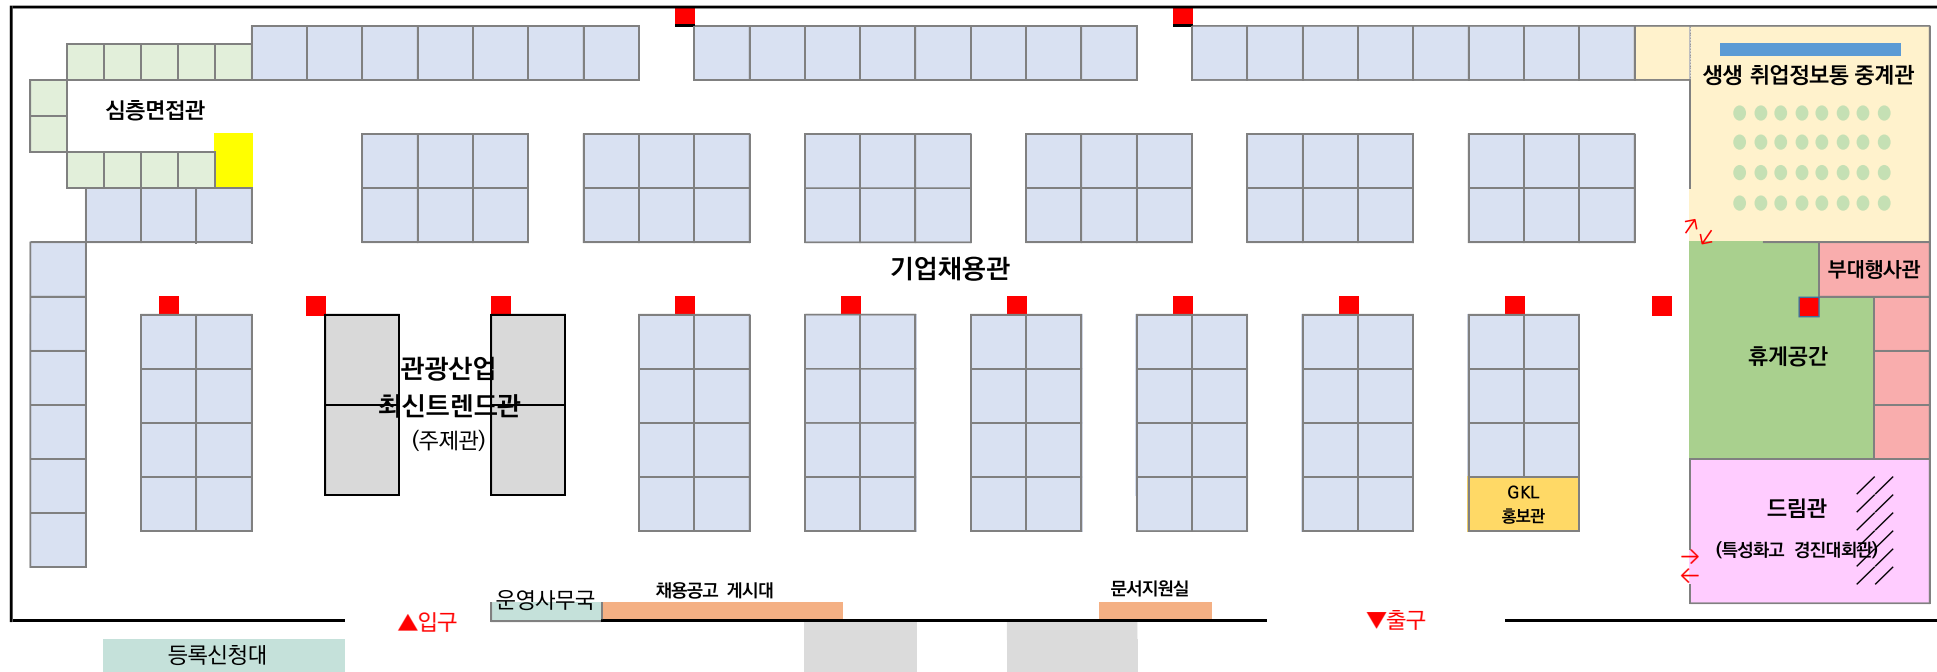 생생 취업정보통 중계관
심층면접관
기업채용관
부대행사관
관광산업
최신트렌드관
(주제관)
휴게공간
GKL
홍보관
드림관
(특성화고 경진대회관)
운영사무국
채용공고 게시대
문서지원실
▲입구
▼출구
등록신청대